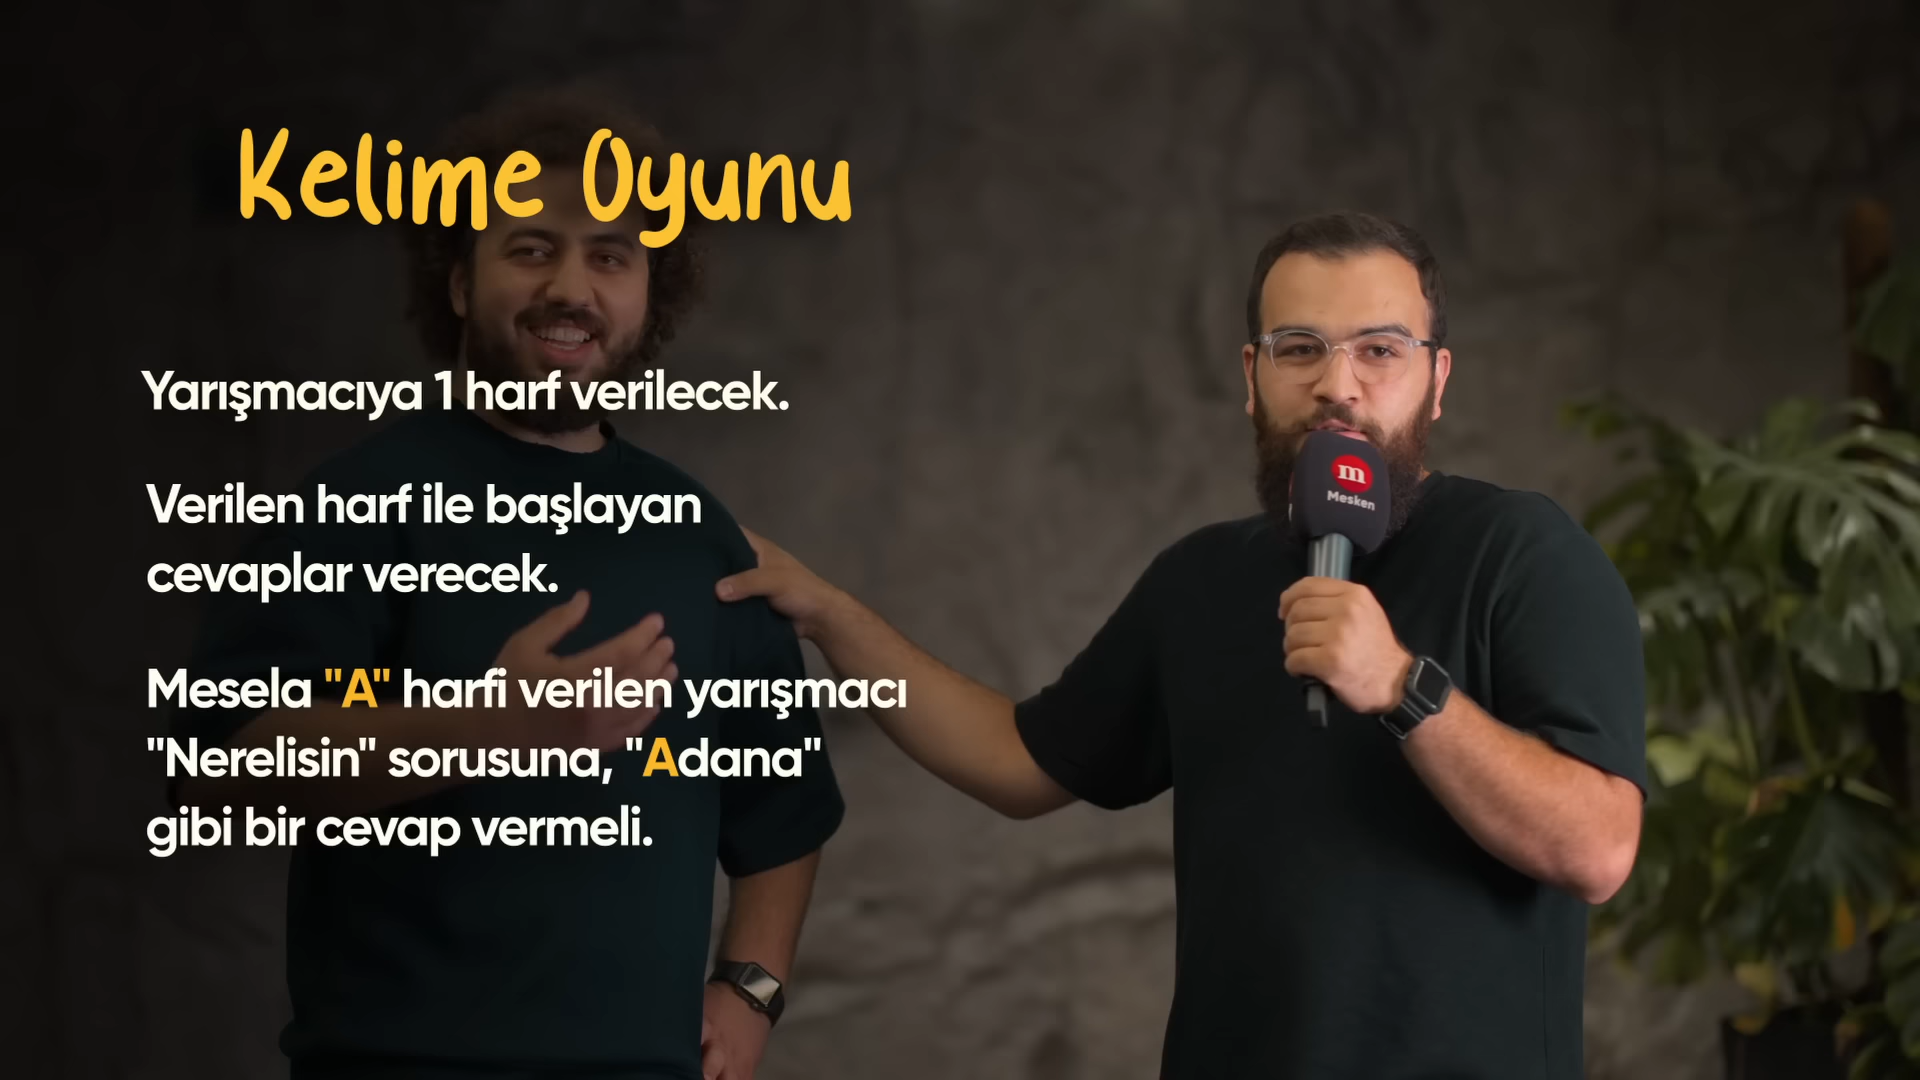 Kelime Oyunu
Yarışmacıya 1 harf verilecek.
Verilen harf ile başlayan
cevaplar verecek.
Mesela "A" harfi verilen yarışmacı
"Nerelisin" sorusuna, "Adana"
gibi bir cevap vermeli.
m
Mesken